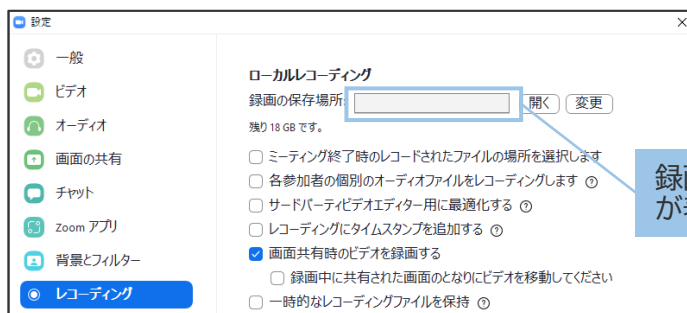 設定
一般
ビデオ
オーディオ
画面の共有
チャット
Zoom アプリ
背景とフィルター
レコーディング
ローカルレコーディング
録画の保存場所: 開く 変更
残り 18 GB です。
ミーティング終了時のレコードされたファイルの場所を選択します
各参加者の個別のオーディオファイルをレコーディングします
サードパーティビデオエディター用に最適化する
レコーディングにタイムスタンプを追加する
画面共有時のビデオを録画する
録画中に共有された画面のとなりにビデオを移動してください
一時的なレコーディングファイルを保持
録
が